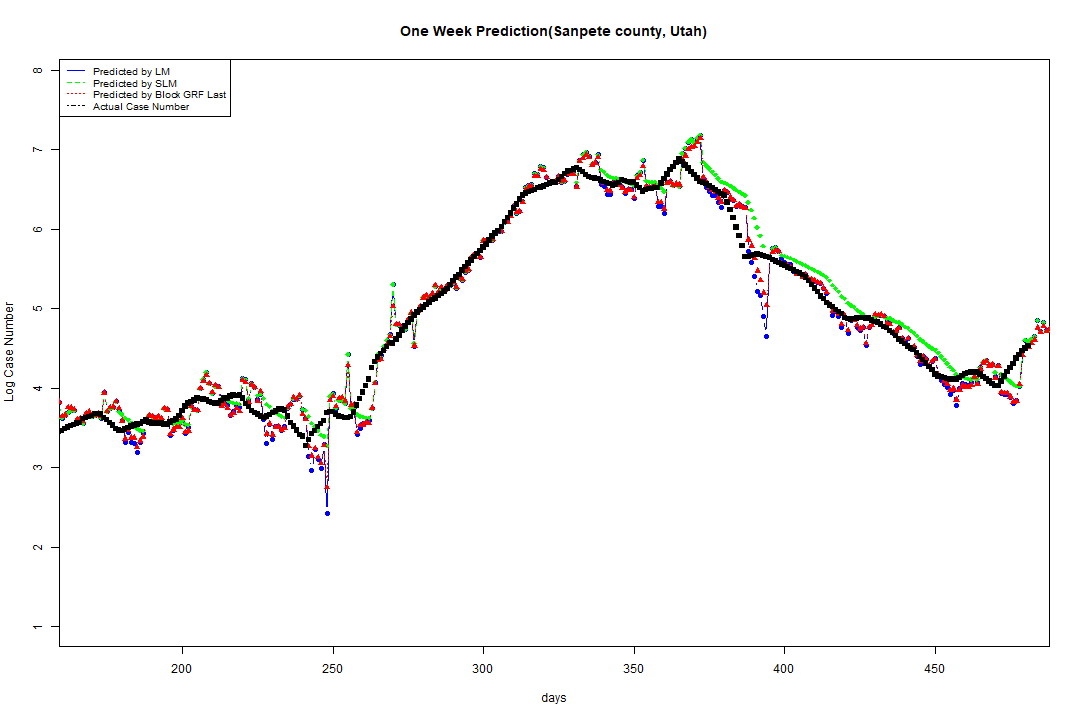 One Week Prediction(Sanpete county, Utah)
Predicted by LM
Predicted by SLM
Predicted by Block GRF Last
Actual Case Number
8
7
6
5
4
3
2
1
Log Case Number
200 250 300 350 400 450
days